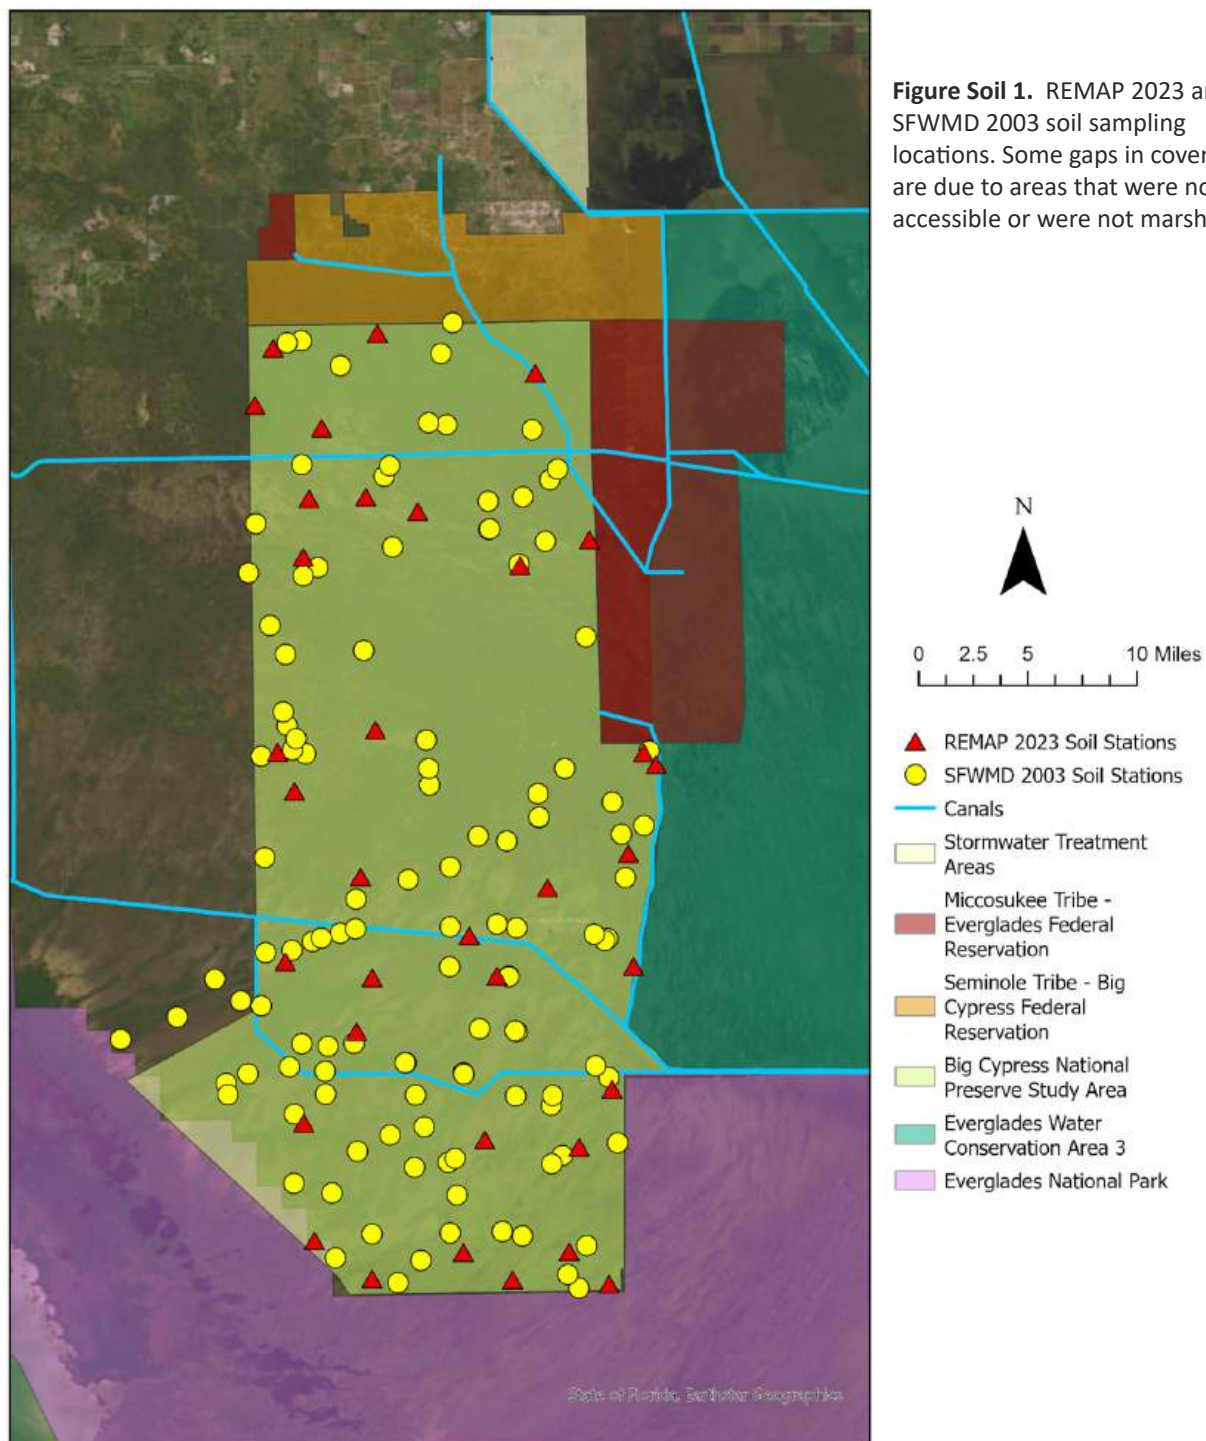 Figure Soil 1. REMAP 2023 
SFWMD 2003 soil sampling
locations. Some gaps in
are due to areas that were
accessible or were not
N
0 2.5 5 10 Miles
REMAP 2023 Soil Stations
SFWMD 2003 Soil Stations
Canals
Stormwater Treatment
Areas
Miccosukee Tribe -
Everglades Federal
Reservation
Seminole Tribe - Big
Cypress Federal
Reservation
Big Cypress National
Preserve Study Area
Everglades Water
Conservation Area 3
Everglades National Park
State of Florida, Earthstar Geographics